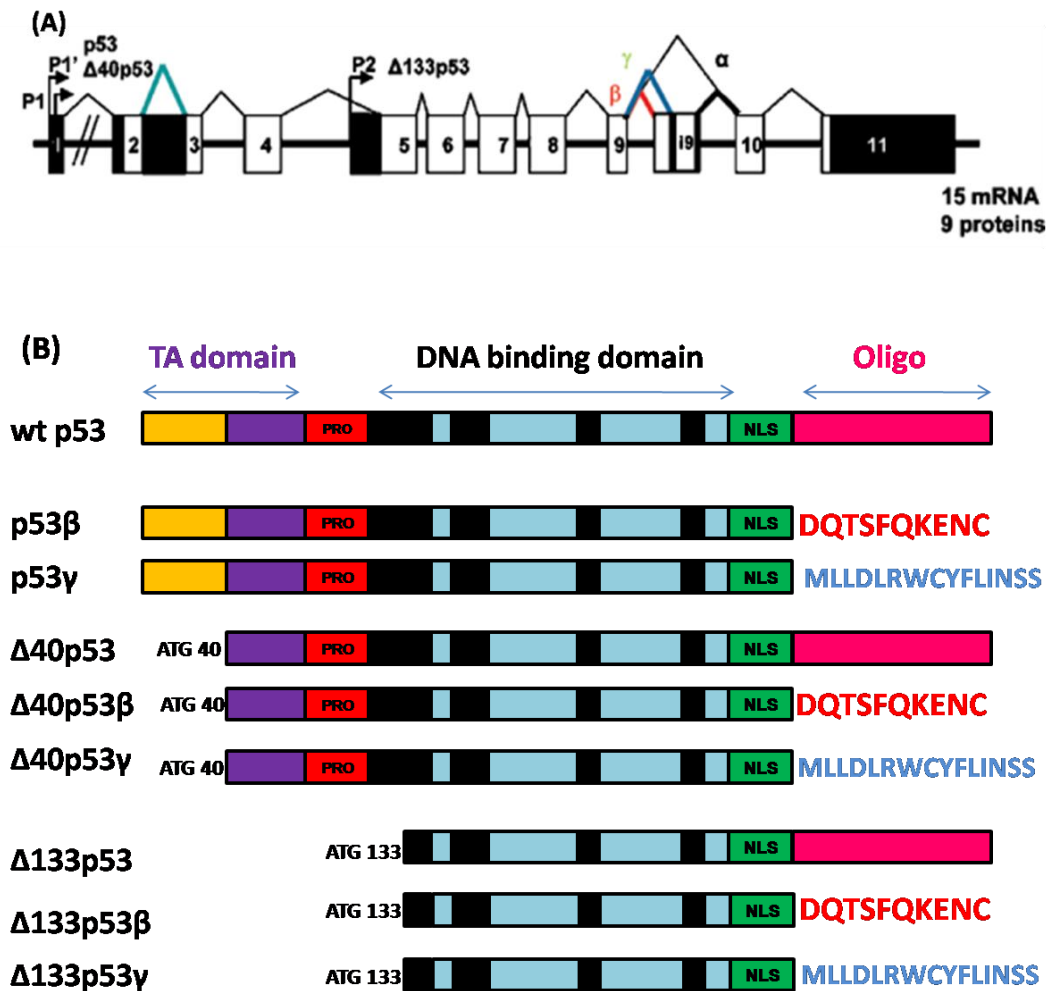 (A)
p53
P1' Δ40p53
P2 Δ133p53
γ
α
β
P1
1 2 3 4 5 6 7 8 9 i9 10 11
15 mRNA
9 proteins
(B)
TA domain DNA binding domain Oligo
wt p53 PRO NLS
p53β PRO NLS DQTSFQKENC
p53γ PRO NLS MLLDLRWCYFLINSS
Δ40p53 ATG 40 PRO NLS
Δ40p53β ATG 40 PRO NLS DQTSFQKENC
Δ40p53γ ATG 40 PRO NLS MLLDLRWCYFLINSS
Δ133p53 ATG 133 NLS
Δ133p53β ATG 133 NLS DQTSFQKENC
Δ133p53γ ATG 133 NLS MLLDLRWCYFLINSS